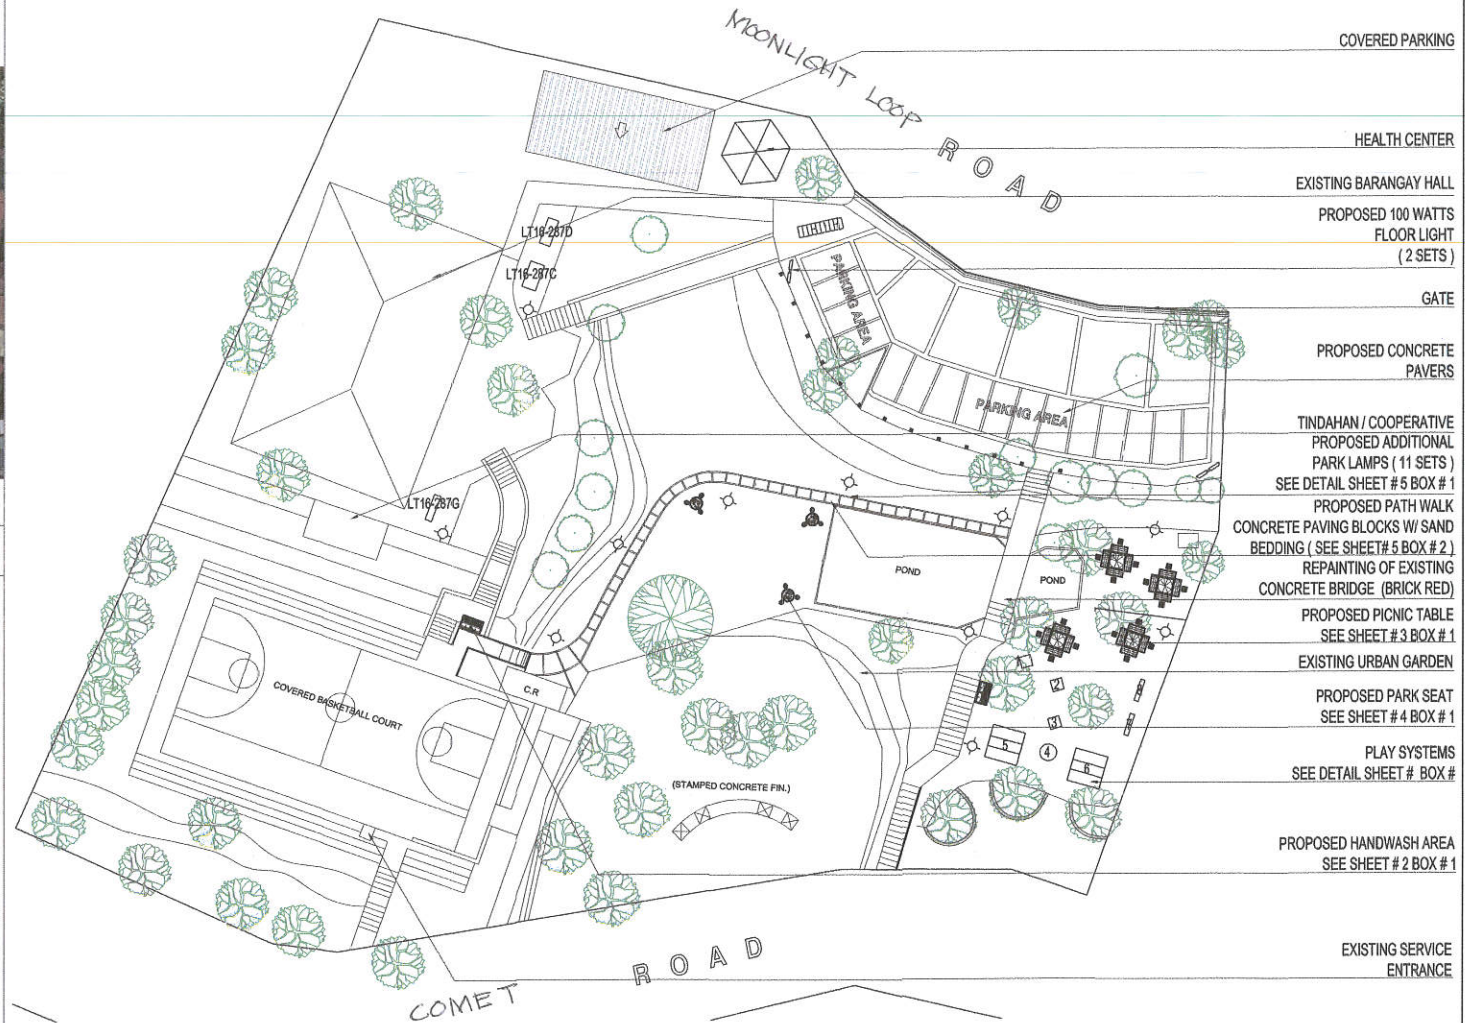 MOONLIGHT LOOP
ROAD
COVERED PARKING
HEALTH CENTER
EXISTING BARANGAY HALL
PROPOSED 100 WATTS
FLOOR LIGHT
( 2 SETS )
GATE
PROPOSED CONCRETE
PAVERS
TINDAHAN / COOPERATIVE
PROPOSED ADDITIONAL
PARK LAMPS ( 11 SETS )
SEE DETAIL SHEET # 5 BOX # 1
PROPOSED PATH WALK
CONCRETE PAVING BLOCKS W/ SAND
BEDDING ( SEE SHEET# 5 BOX # 2 )
REPAINTING OF EXISTING
CONCRETE BRIDGE (BRICK RED)
PROPOSED PICNIC TABLE
SEE SHEET # 3 BOX # 1
EXISTING URBAN GARDEN
PROPOSED PARK SEAT
SEE SHEET # 4 BOX # 1
PLAY SYSTEMS
SEE DETAIL SHEET # BOX #
PROPOSED HANDWASH AREA
SEE SHEET # 2 BOX # 1
EXISTING SERVICE
ENTRANCE
LT16-287D
LT16-287C
PARKING AREA
PARKING AREA
LT16-287G
POND
POND
C.R
COVERED BASKETBALL COURT
2
3
4
5
6
(STAMPED CONCRETE FIN.)
ROAD
COMET